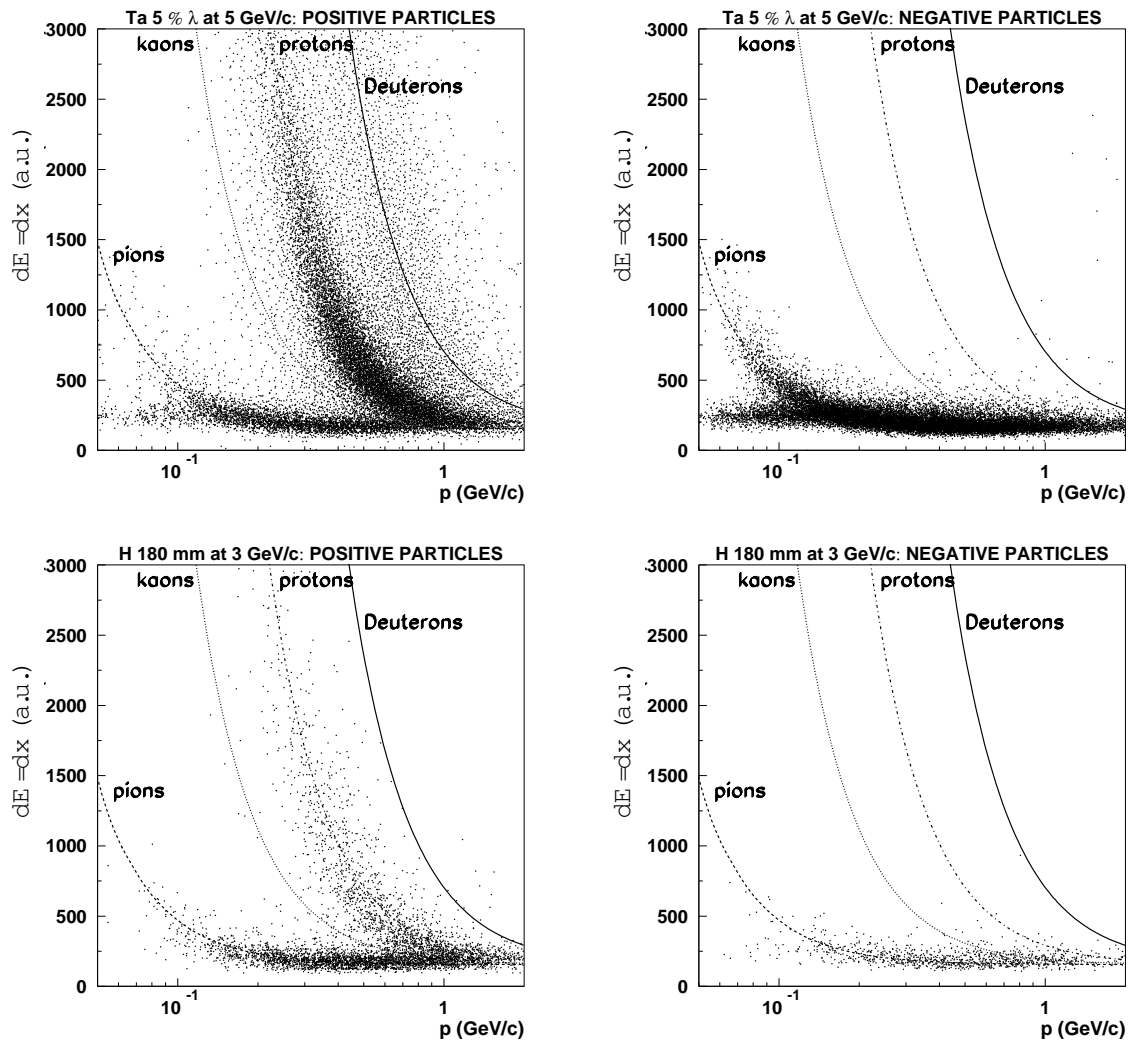 Ta 5 % λ at 5 GeV/c: POSITIVE PARTICLES
3000
2500
2000
1500
1000
500
0
dE =dx (a.u.)
kaons
protons
Deuterons
pions
10 -1
1
p (GeV/c)
Ta 5 % λ at 5 GeV/c: NEGATIVE PARTICLES
3000
2500
2000
1500
1000
500
0
dE =dx (a.u.)
kaons
protons
Deuterons
pions
10 -1
1
p (GeV/c)
H 180 mm at 3 GeV/c: POSITIVE PARTICLES
3000
2500
2000
1500
1000
500
0
dE =dx (a.u.)
kaons
protons
Deuterons
pions
10 -1
1
p (GeV/c)
H 180 mm at 3 GeV/c: NEGATIVE PARTICLES
3000
2500
2000
1500
1000
500
0
dE =dx (a.u.)
kaons
protons
Deuterons
pions
10 -1
1
p (GeV/c)